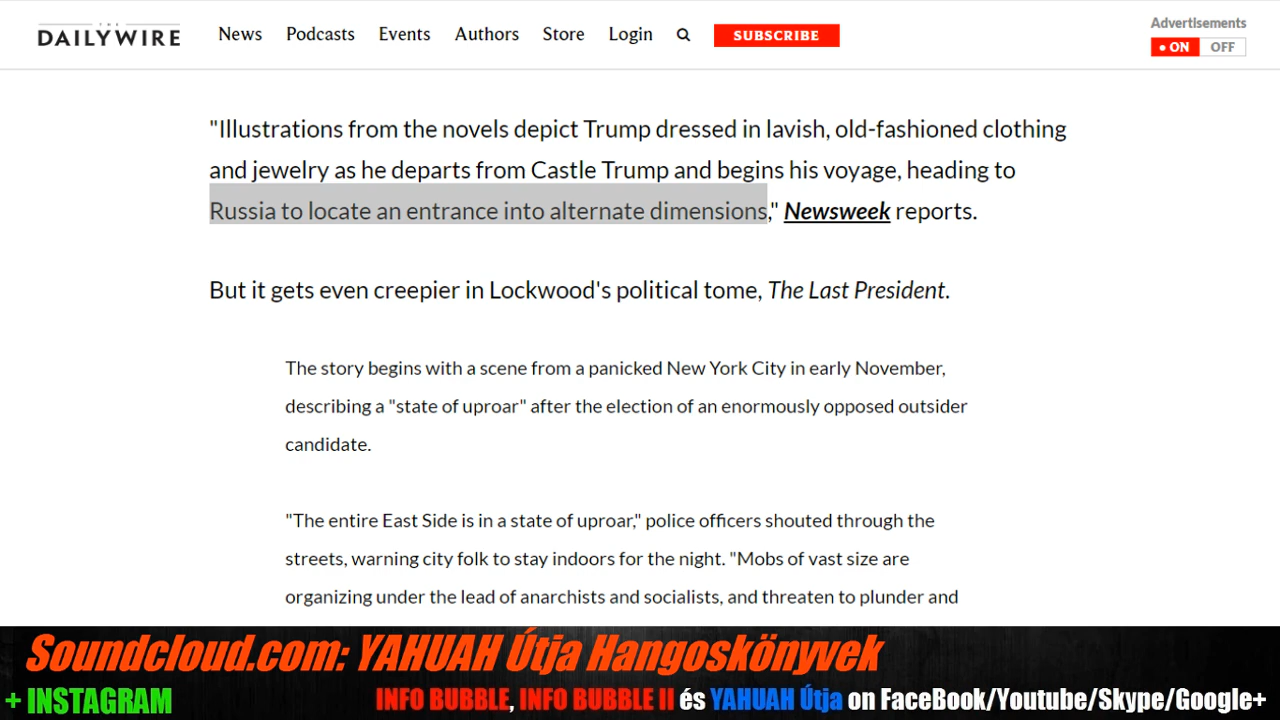 THE
DAILYWIRE News Podcasts Events Authors Store Login SUBSCRIBE
Advertisements
ON OFF
"Illustrations from the novels depict Trump dressed in lavish, old-fashioned clothing
and jewelry as he departs from Castle Trump and begins his voyage, heading to
Russia to locate an entrance into alternate dimensions," Newsweek reports.
But it gets even creepier in Lockwood's political tome, The Last President.
The story begins with a scene from a panicked New York City in early November,
describing a "state of uproar" after the election of an enormously opposed outsider
candidate.
"The entire East Side is in a state of uproar," police officers shouted through the
streets, warning city folk to stay indoors for the night. "Mobs of vast size are
organizing under the lead of anarchists and socialists, and threaten to plunder and
Soundcloud.com: YAHUAH Útja Hangoskönyvek
+ INSTAGRAM INFO BUBBLE, INFO BUBBLE II és YAHUAH Útja on FaceBook/Youtube/Skype/Google+